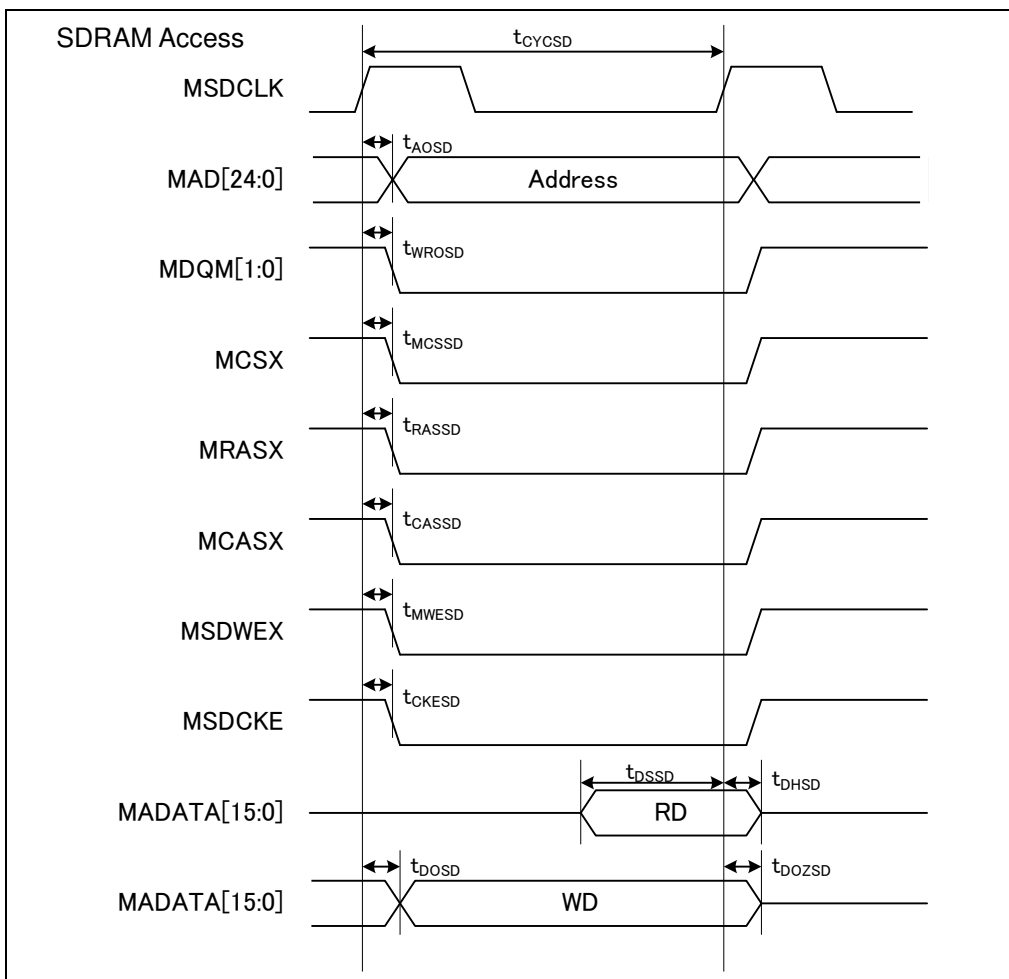 SDRAM Access
tCYCSD
MSDCLK
tAOSD
MAD[24:0]
Address
tWROSD
MDQM[1:0]
tMCSSD
MCSX
tRASSD
MRASX
tCASSD
MCASX
tMWESD
MSDWEX
tCKESD
MSDCKE
tDSSD
tDHSD
MADATA[15:0]
RD
tDOSD
tDOZSD
MADATA[15:0]
WD